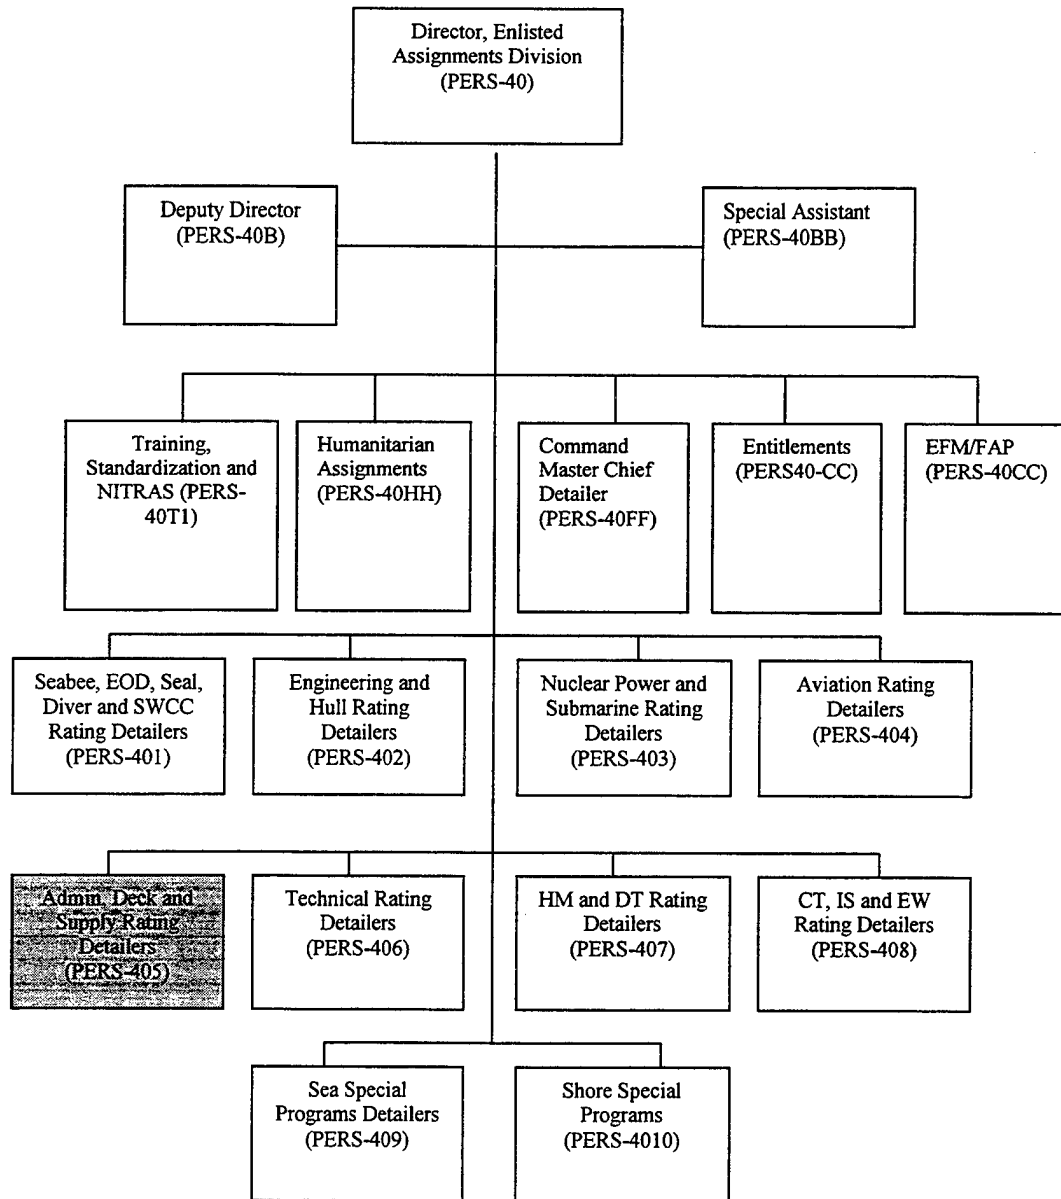 Director, Enlisted
Assignments Division
(PERS-40)
Deputy Director
(PERS-40B)
Special Assistant
(PERS-40BB)
Training,
Standardization and
NITRAS (PERS-
40T1)
Humanitarian
Assignments
(PERS-40HH)
Command
Master Chief
Detailer
(PERS-40FF)
Entitlements
(PERS40-CC)
EFM/FAP
(PERS-40CC)
Seabee, EOD, Seal,
Diver and SWCC
Rating Detailers
(PERS-401)
Engineering and
Hull Rating
Detailers
(PERS-402)
Nuclear Power and
Submarine Rating
Detailers
(PERS-403)
Aviation Rating
Detailers
(PERS-404)
Admin, Deck and
Supply Rating
Detailers
(PERS-405)
Technical Rating
Detailers
(PERS-406)
HM and DT Rating
Detailers
(PERS-407)
CT, IS and EW
Rating Detailers
(PERS-408)
Sea Special
Programs Detailers
(PERS-409)
Shore Special
Programs
(PERS-4010)